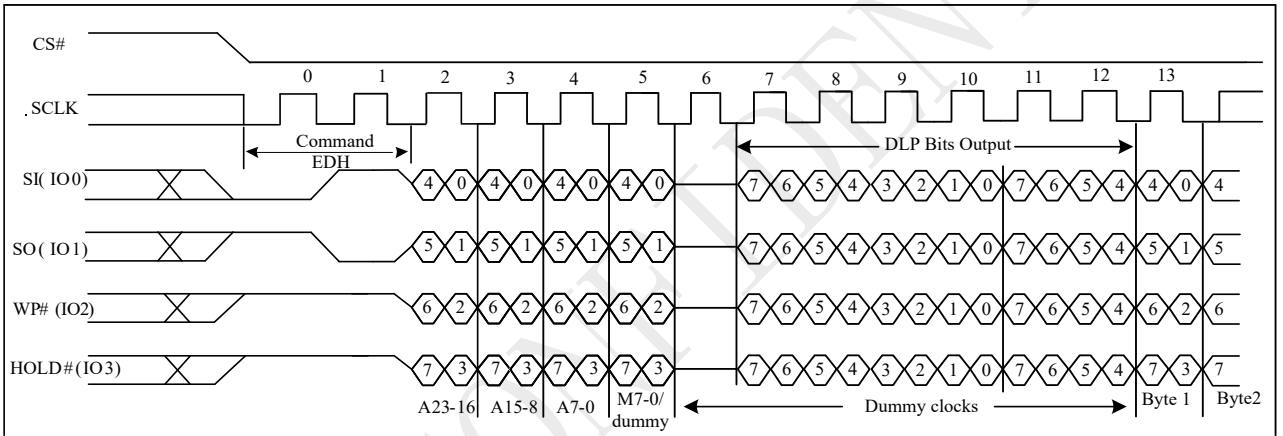 CS#
0 1 2 3 4 5 6 7 8 9 10 11 12 13
.SCLK
Command
EDH
DLP Bits Output
SI( IO0) 4 0 4 0 4 0 4 0 7 6 5 4 3 2 1 0 7 6 5 4 4 0 4
SO( IO1) 5 1 5 1 5 1 5 1 7 6 5 4 3 2 1 0 7 6 5 4 5 1 5
WP# (IO2) 6 2 6 2 6 2 6 2 7 6 5 4 3 2 1 0 7 6 5 4 6 2 6
HOLD#(IO3) 7 3 7 3 7 3 7 3 7 6 5 4 3 2 1 0 7 6 5 4 7 3 7
A23-16 A15-8 A7-0 M7-0/
dummy
Dummy clocks Byte 1 Byte2